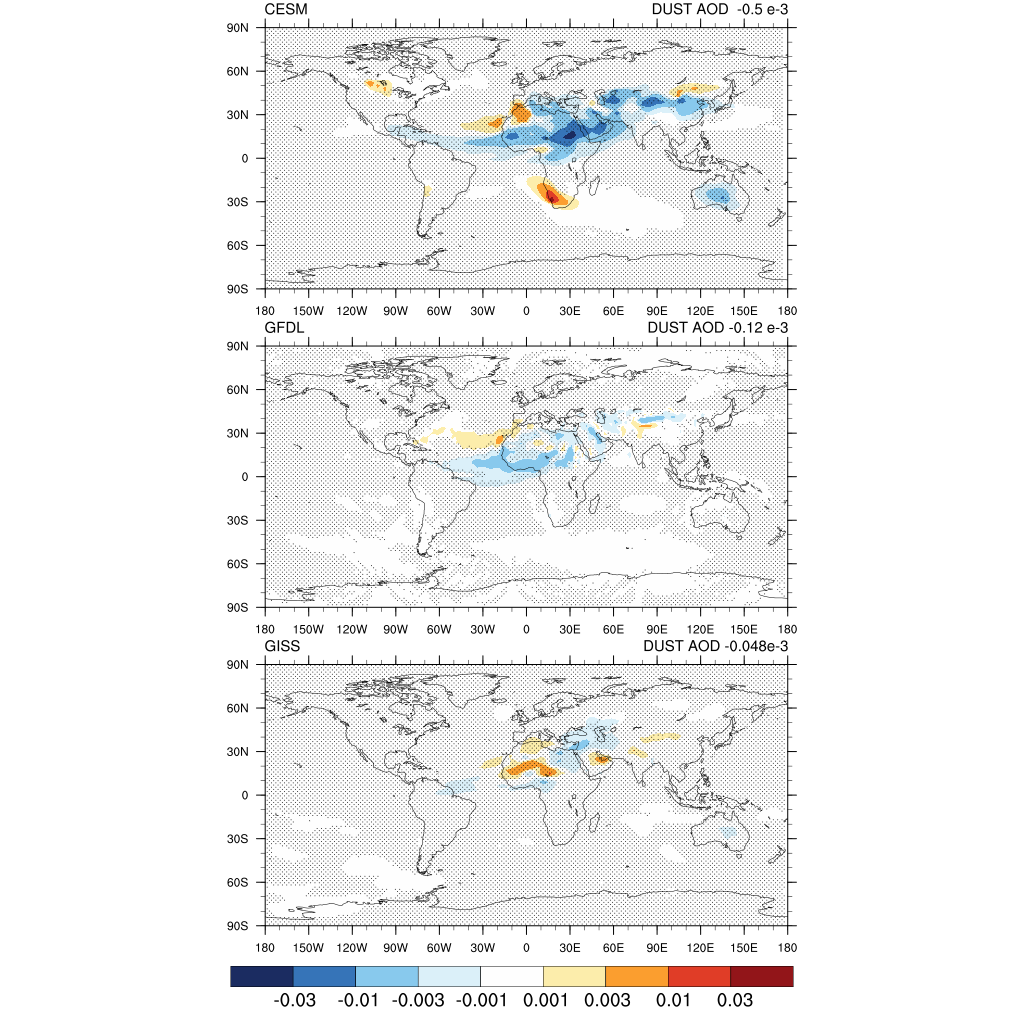 CESM DUST AOD -0.5 e-3
90N
60N
30N
0
30S
60S
90S
180 150W 120W 90W 60W 30W 0 30E 60E 90E 120E 150E 180
GFDL DUST AOD -0.12 e-3
90N
60N
30N
0
30S
60S
90S
180 150W 120W 90W 60W 30W 0 30E 60E 90E 120E 150E 180
GISS DUST AOD -0.048e-3
90N
60N
30N
0
30S
60S
90S
180 150W 120W 90W 60W 30W 0 30E 60E 90E 120E 150E 180
-0.03 -0.01 -0.003 -0.001 0.001 0.003 0.01 0.03